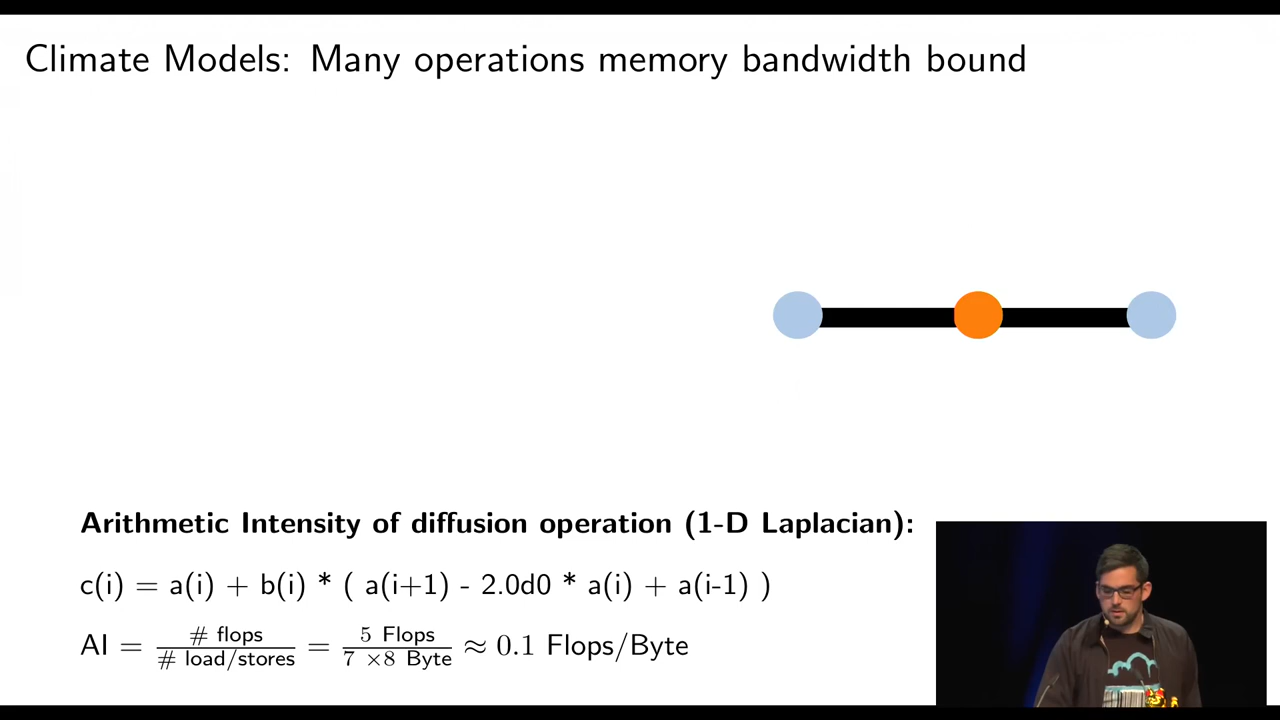 Climate Models: Many operations memory bandwidth bound
Arithmetic Intensity of diffusion operation (1-D Laplacian):
c(i) = a(i) + b(i) * ( a(i+1) - 2.0d0 * a(i) + a(i-1) )
AI = # flops / # load/stores = 5 Flops / 7 ×8 Byte ≈ 0.1 Flops/Byte